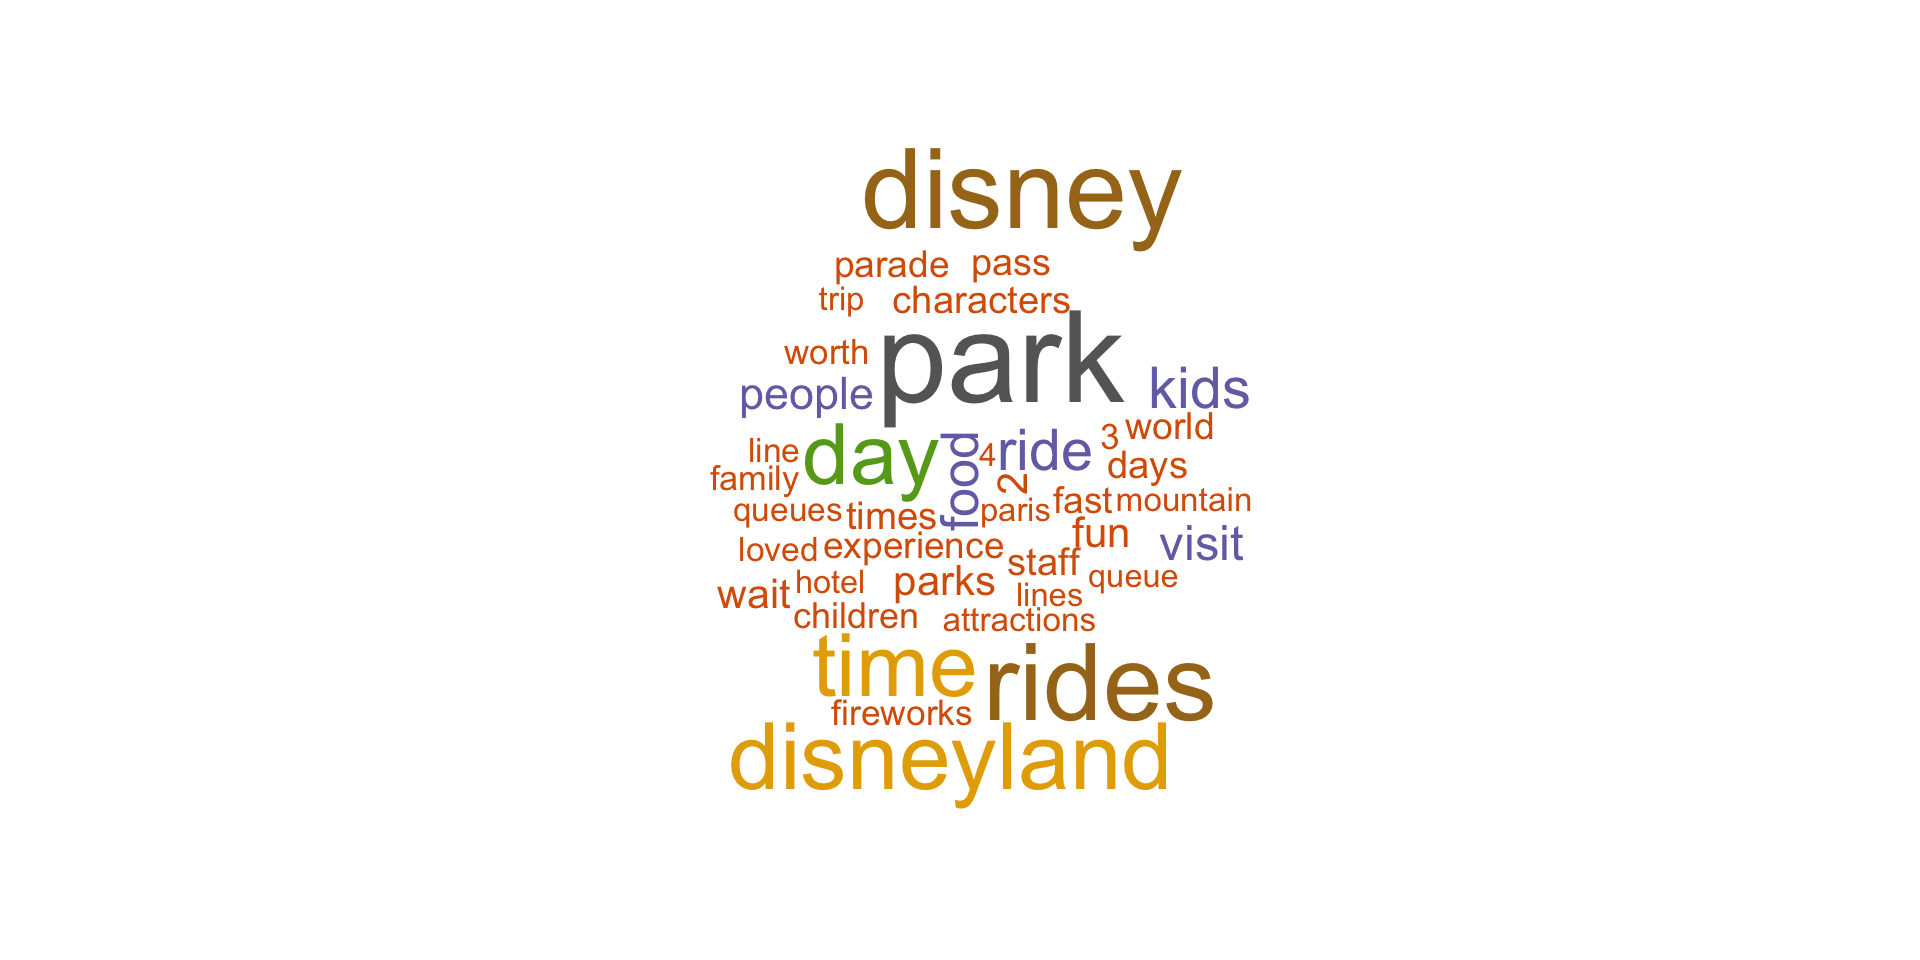 disney
parade pass
trip characters
park
worth
people kids
world
day food 4 ride 3
line days
family 2
queues times paris fast mountain
fun
loved experience staff visit
wait hotel parks lines queue
children attractions
time rides
fireworks
disneyland